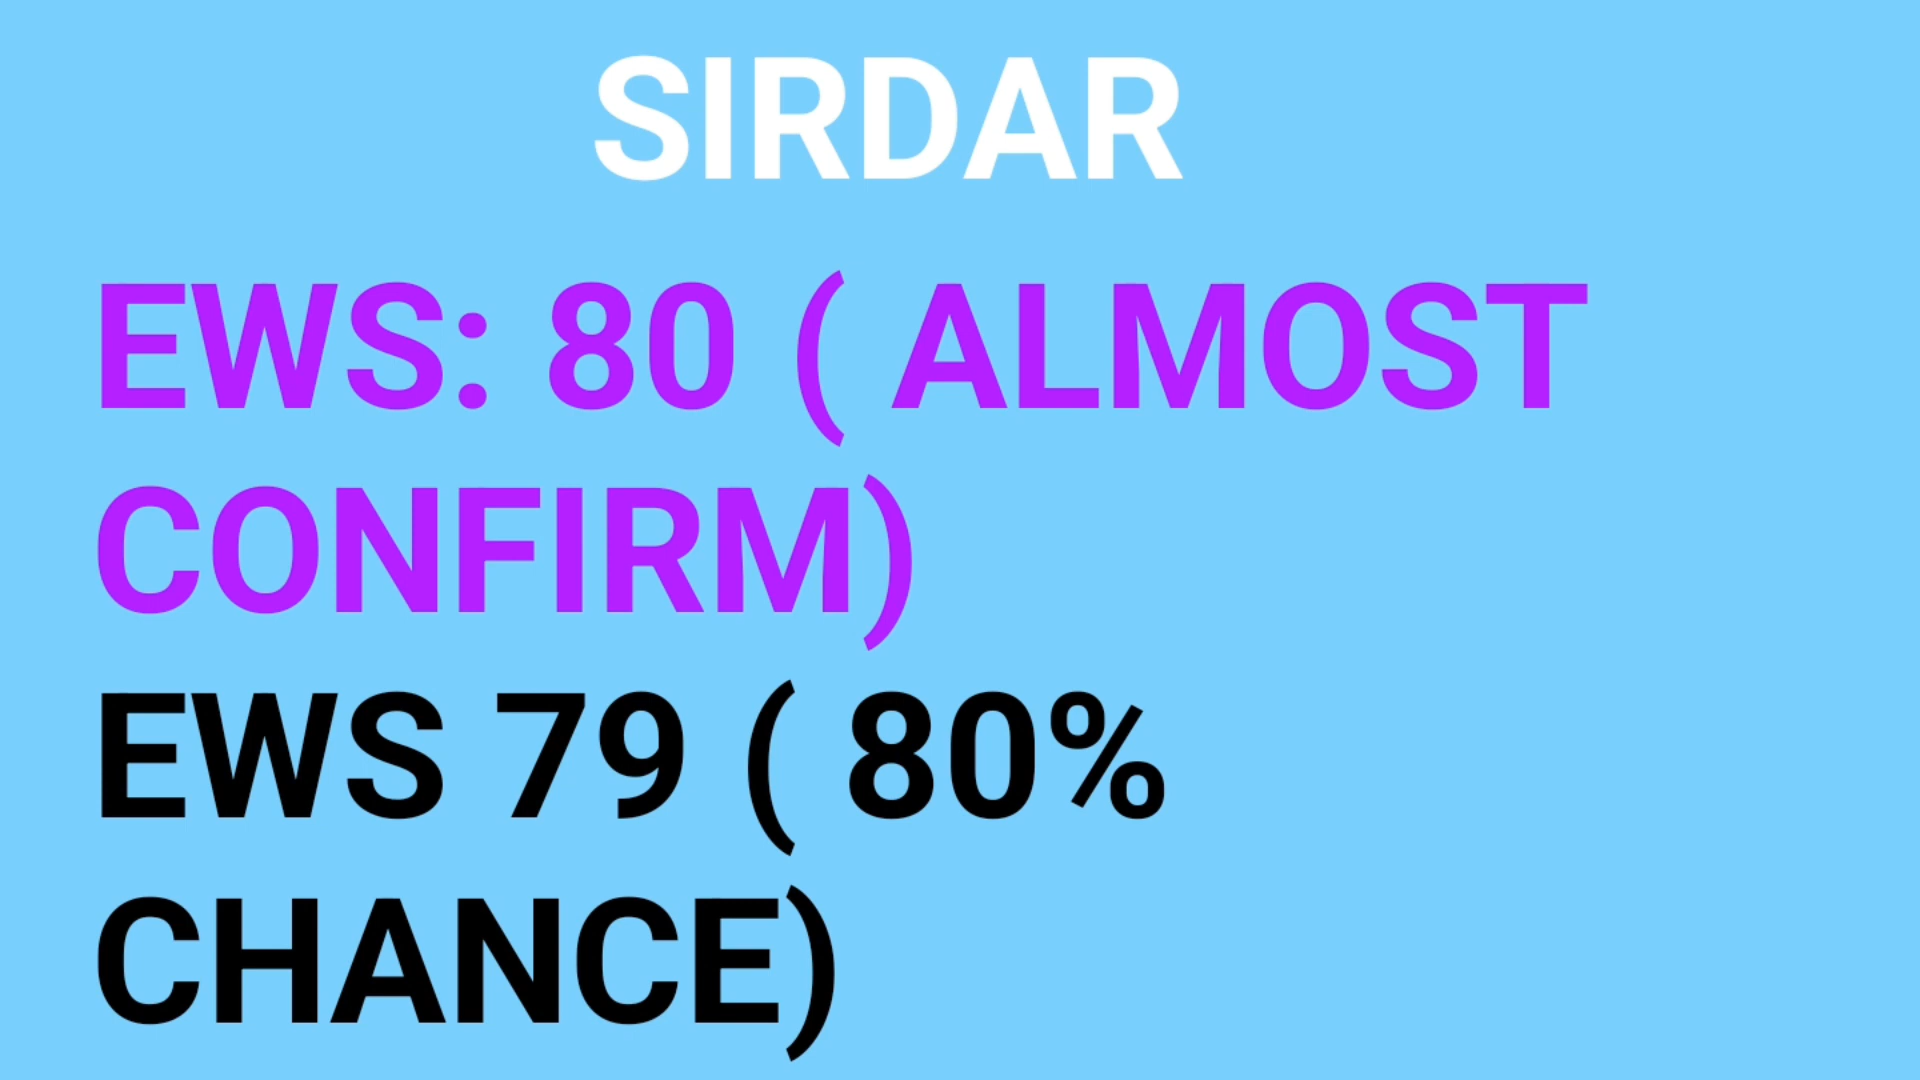 SIRDAR
EWS: 80 ( ALMOST
CONFIRM)
EWS 79 ( 80%
CHANCE)